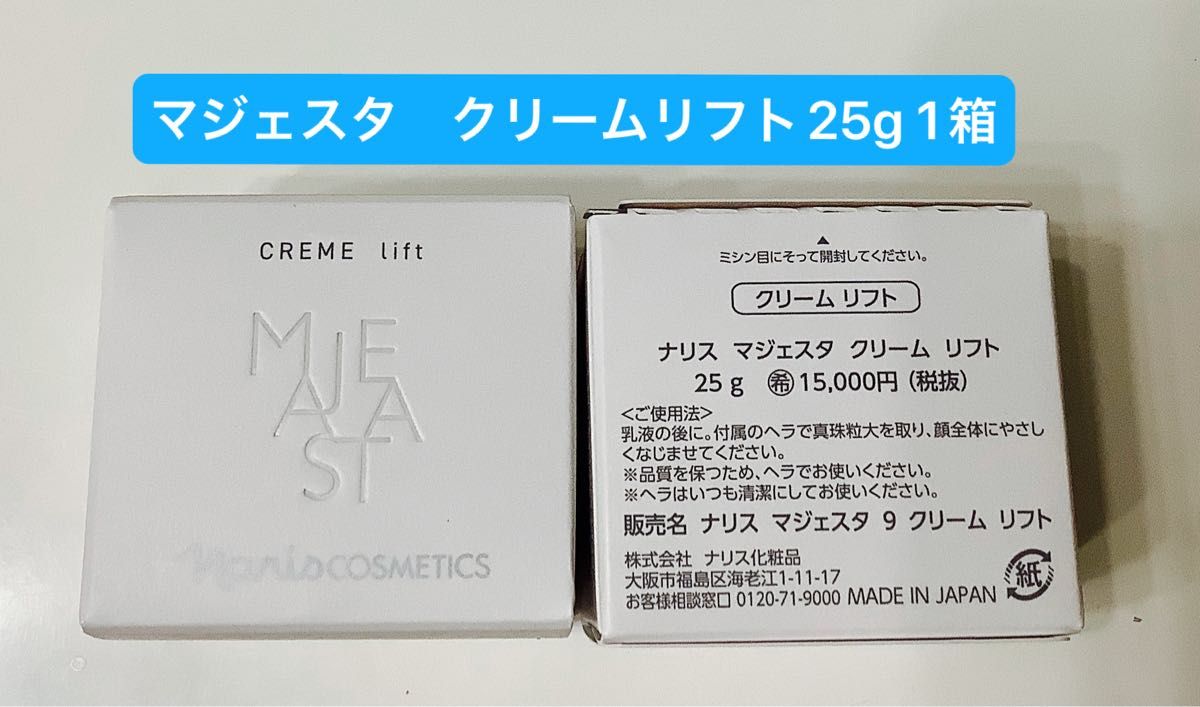 マジェスタ　クリームリフト25g 1箱
CREME lift
MAJESTA
Naris COSMETICS
▲
ミシン目にそって開封してください。
クリーム リフト
ナリス マジェスタ クリーム リフト
25 g ㊙希 15,000円 (税抜)
<ご使用法>
乳液の後に。付属のヘラで真珠粒大を取り、顔全体にやさし
くなじませてください。
※品質を保つため、ヘラでお使いください。
※ヘラはいつも清潔にしてお使いください。
販売名 ナリス マジェスタ 9 クリーム リフト
株式会社 ナリス化粧品
大阪市福島区海老江1-11-17
お客様相談窓口 0120-71-9000 MADE IN JAPAN
紙